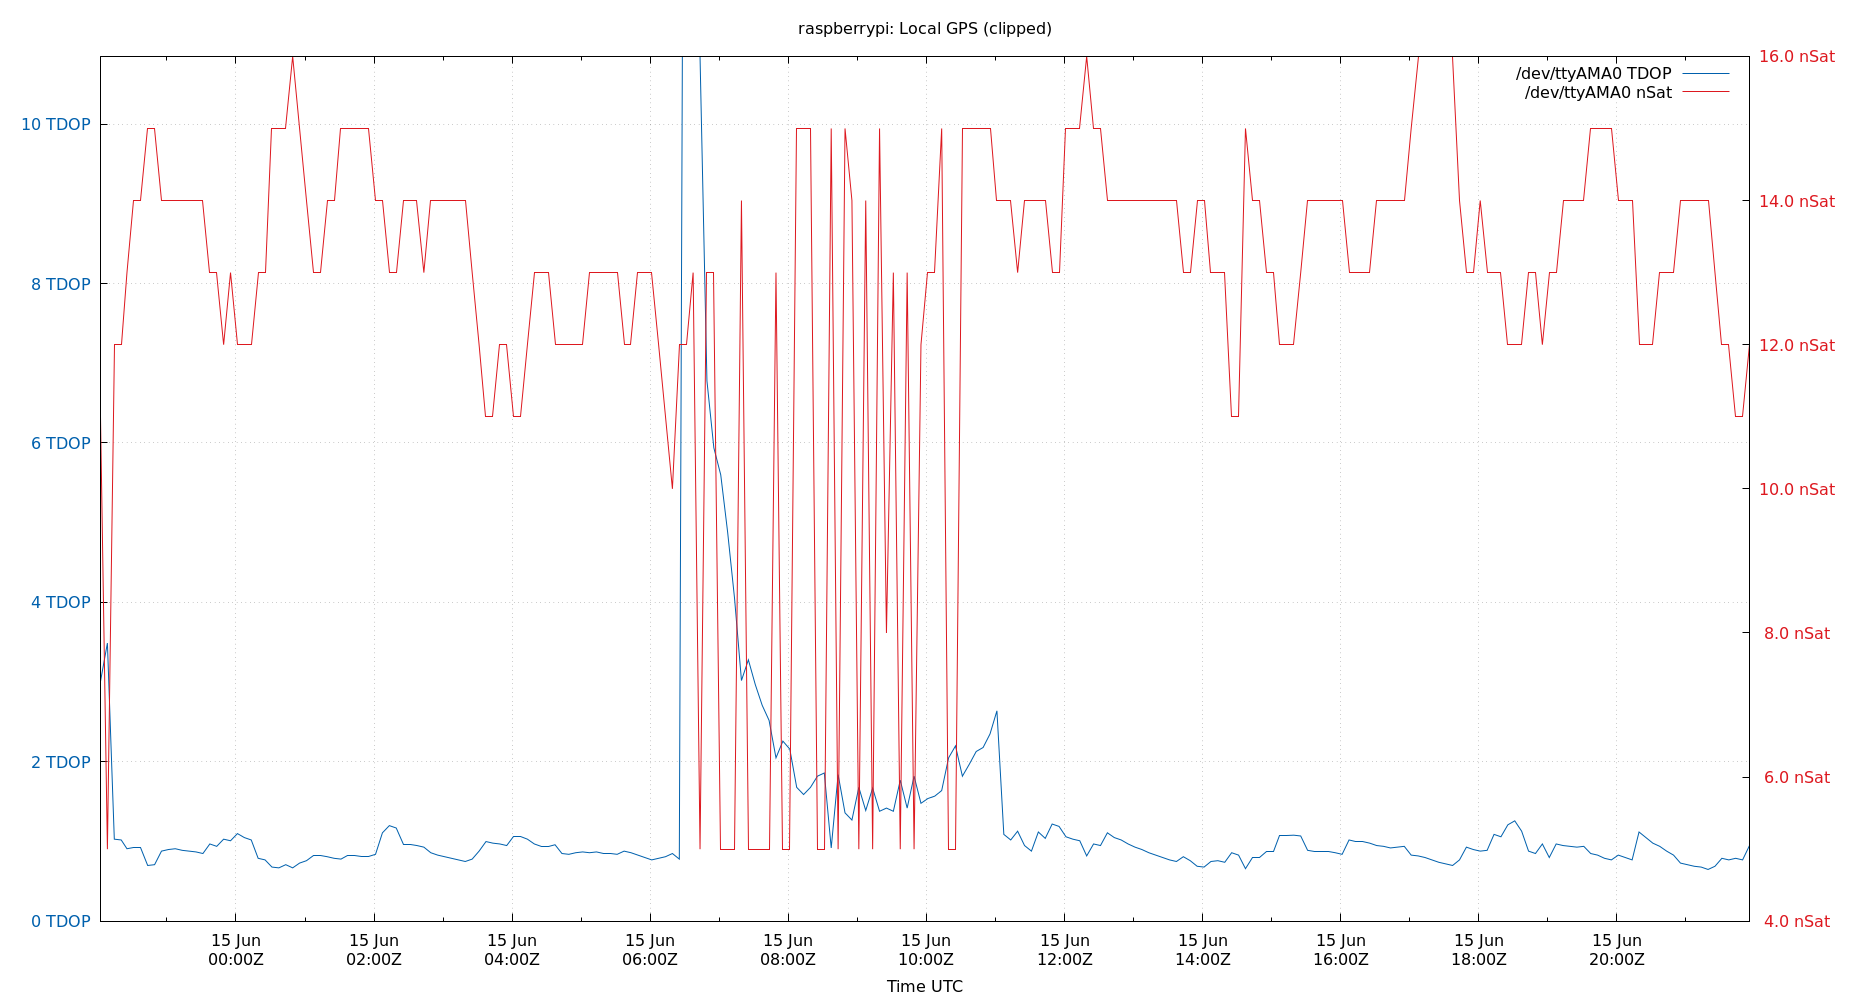 raspberrypi: Local GPS (clipped)
16.0 nSat
/dev/ttyAMA0 TDOP
/dev/ttyAMA0 nSat
10 TDOP
14.0 nSat
8 TDOP
12.0 nSat
6 TDOP
10.0 nSat
4 TDOP
8.0 nSat
2 TDOP
6.0 nSat
0 TDOP
4.0 nSat
15 Jun 15 Jun 15 Jun 15 Jun 15 Jun 15 Jun 15 Jun 15 Jun 15 Jun 15 Jun 15 Jun
00:00Z 02:00Z 04:00Z 06:00Z 08:00Z 10:00Z 12:00Z 14:00Z 16:00Z 18:00Z 20:00Z
Time UTC